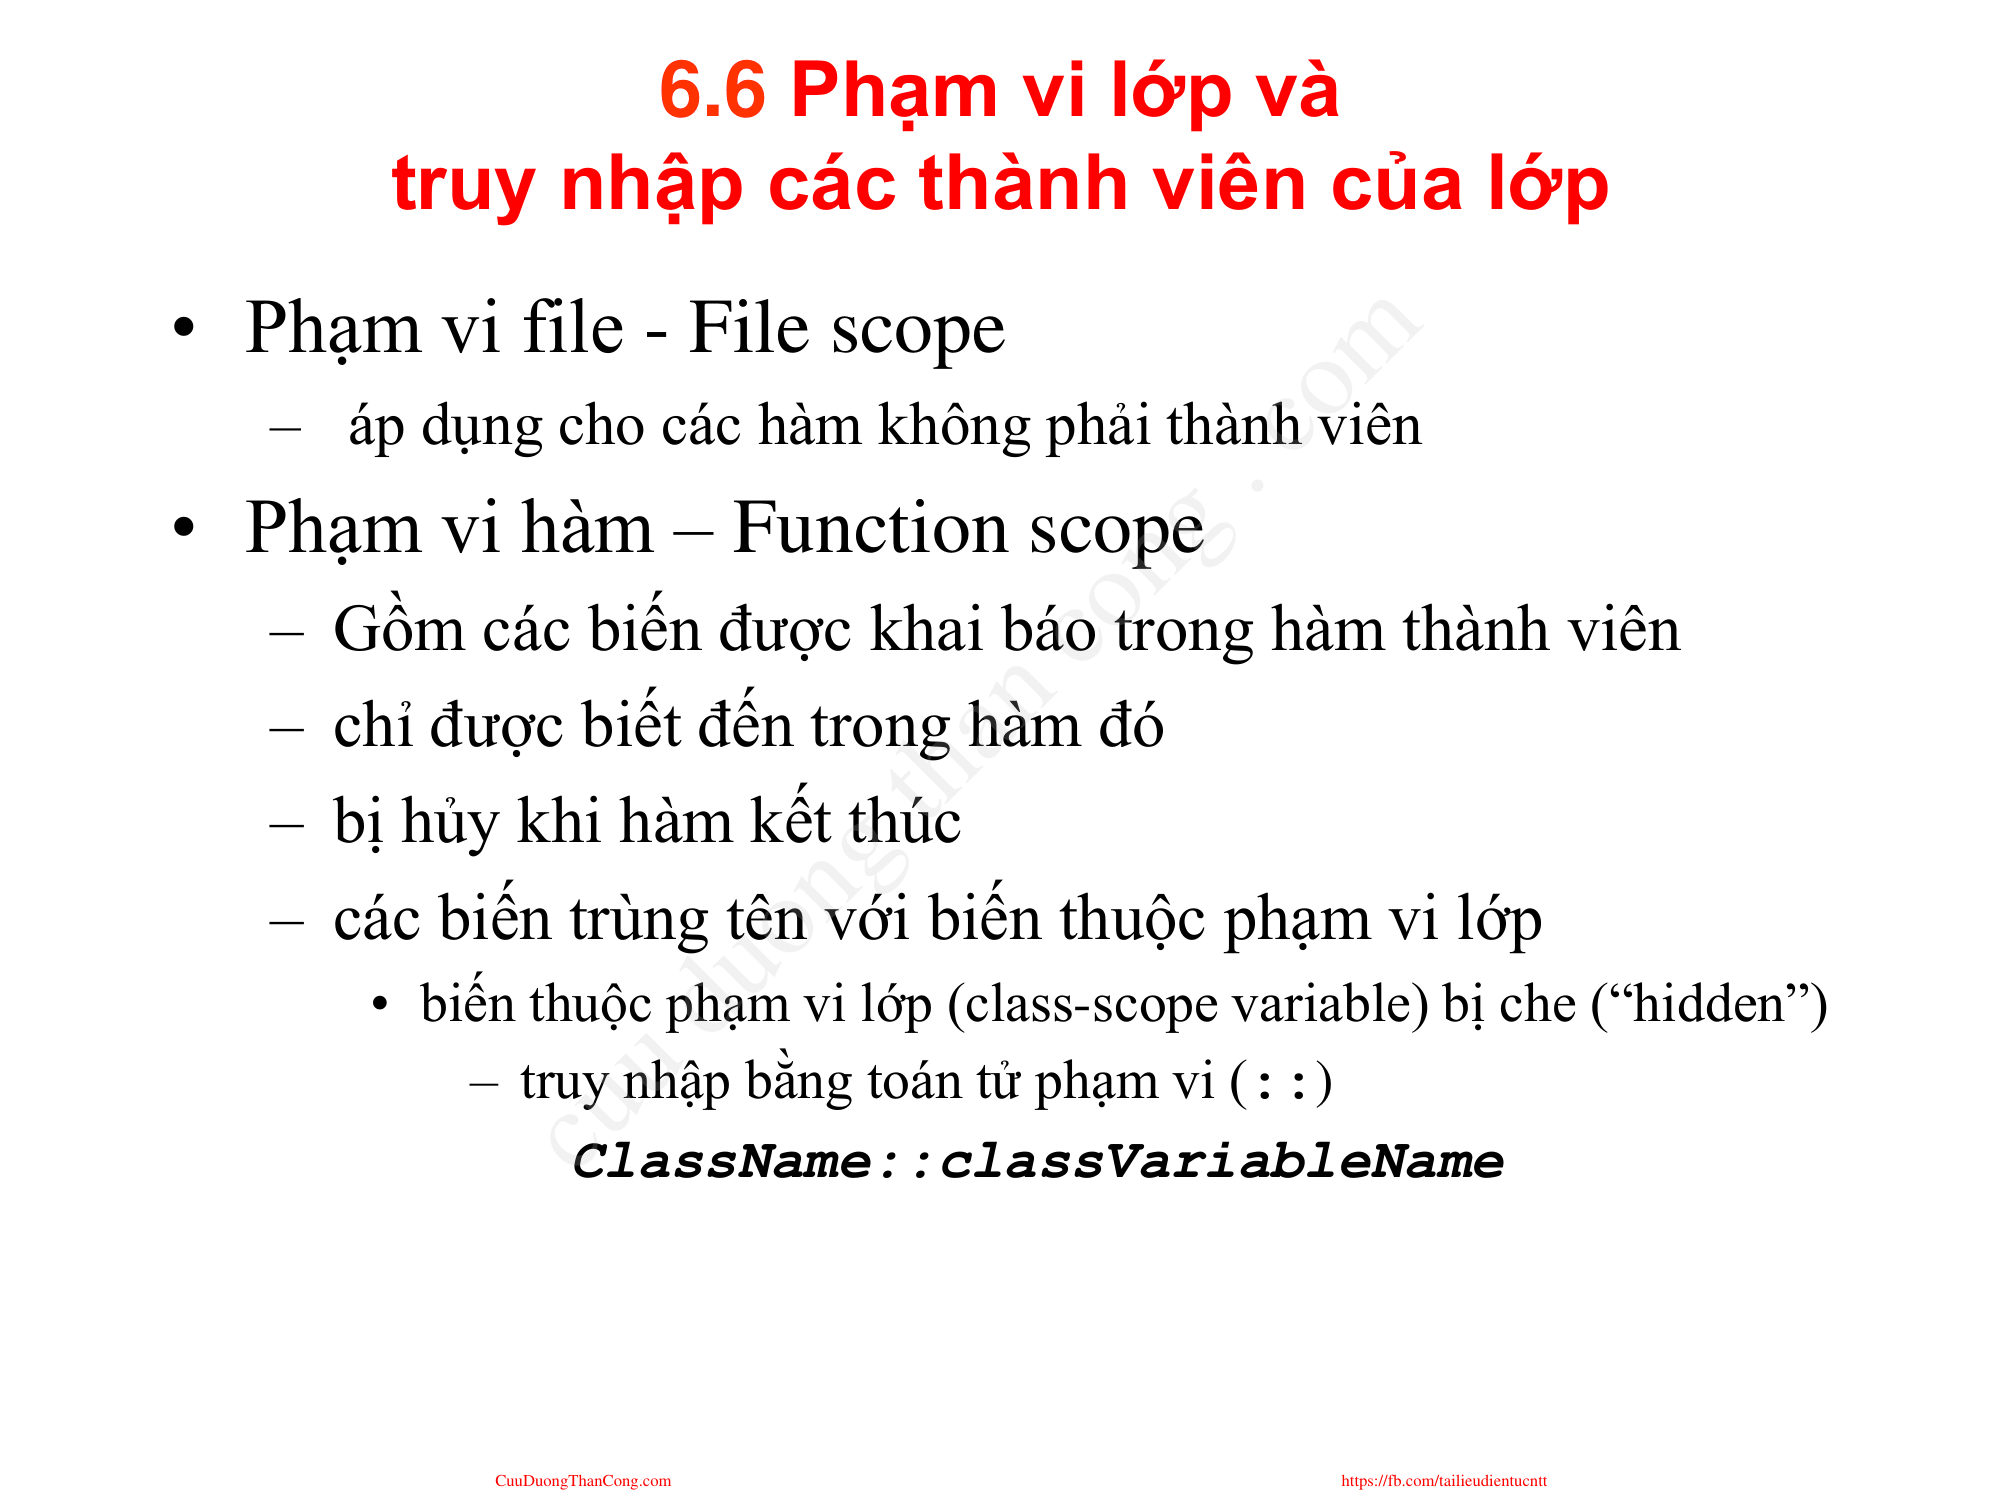 6.6 Phạm vi lớp và
truy nhập các thành viên của lớp
• Phạm vi file - File scope
– áp dụng cho các hàm không phải thành viên
• Phạm vi hàm – Function scope
– Gồm các biến được khai báo trong hàm thành viên
– chỉ được biết đến trong hàm đó
– bị hủy khi hàm kết thúc
– các biến trùng tên với biến thuộc phạm vi lớp
• biến thuộc phạm vi lớp (class-scope variable) bị che (“hidden”)
– truy nhập bằng toán tử phạm vi (::)
ClassName::classVariableName
cuu duong than cong . com
CuuDuongThanCong.com
https://fb.com/tailieudientucntt